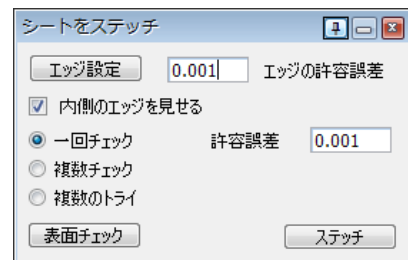 シートをステッチ
エッジ設定 0.001 エッジの許容誤差
内側のエッジを見せる
一回チェック 許容誤差 0.001
複数チェック
複数のトライ
表面チェック ステッチ